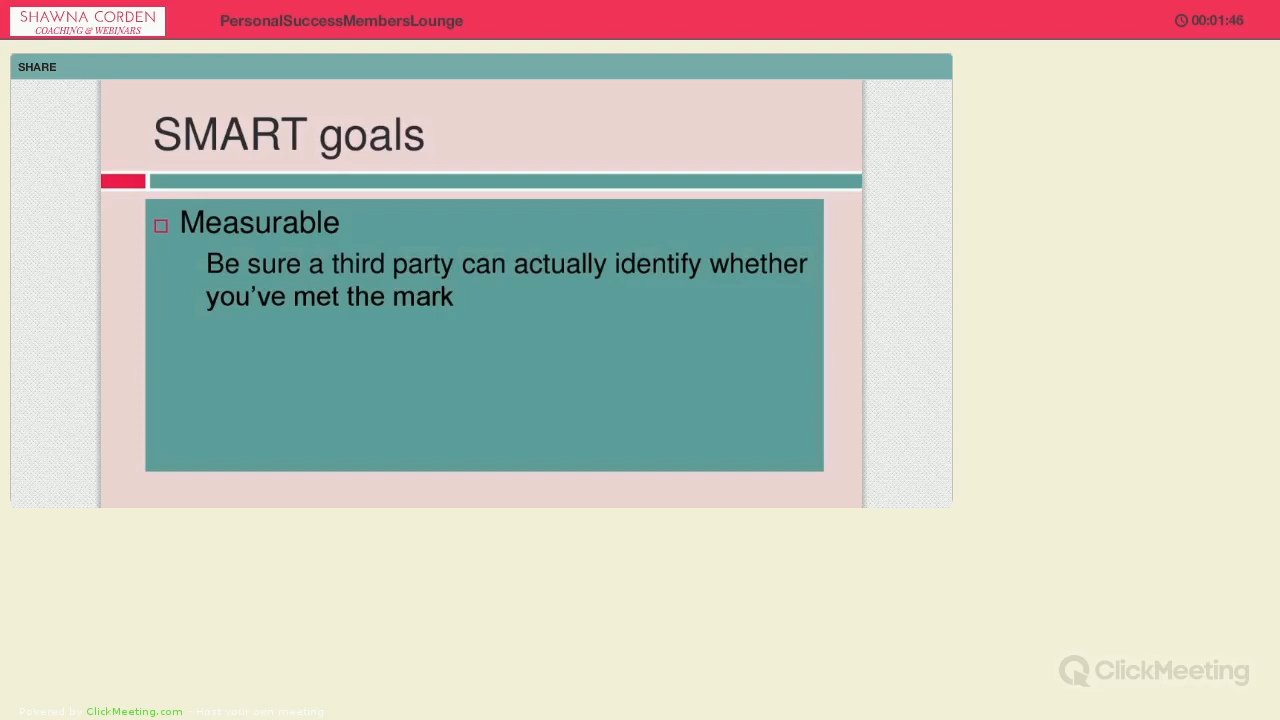 SHAWNA CORDEN
COACHING & WEBINARS
PersonalSuccessMembersLounge
00:01:46
SHARE
SMART goals
Measurable
Be sure a third party can actually identify whether
you've met the mark
ClickMeeting
Powered by ClickMeeting.com - Host your own meeting